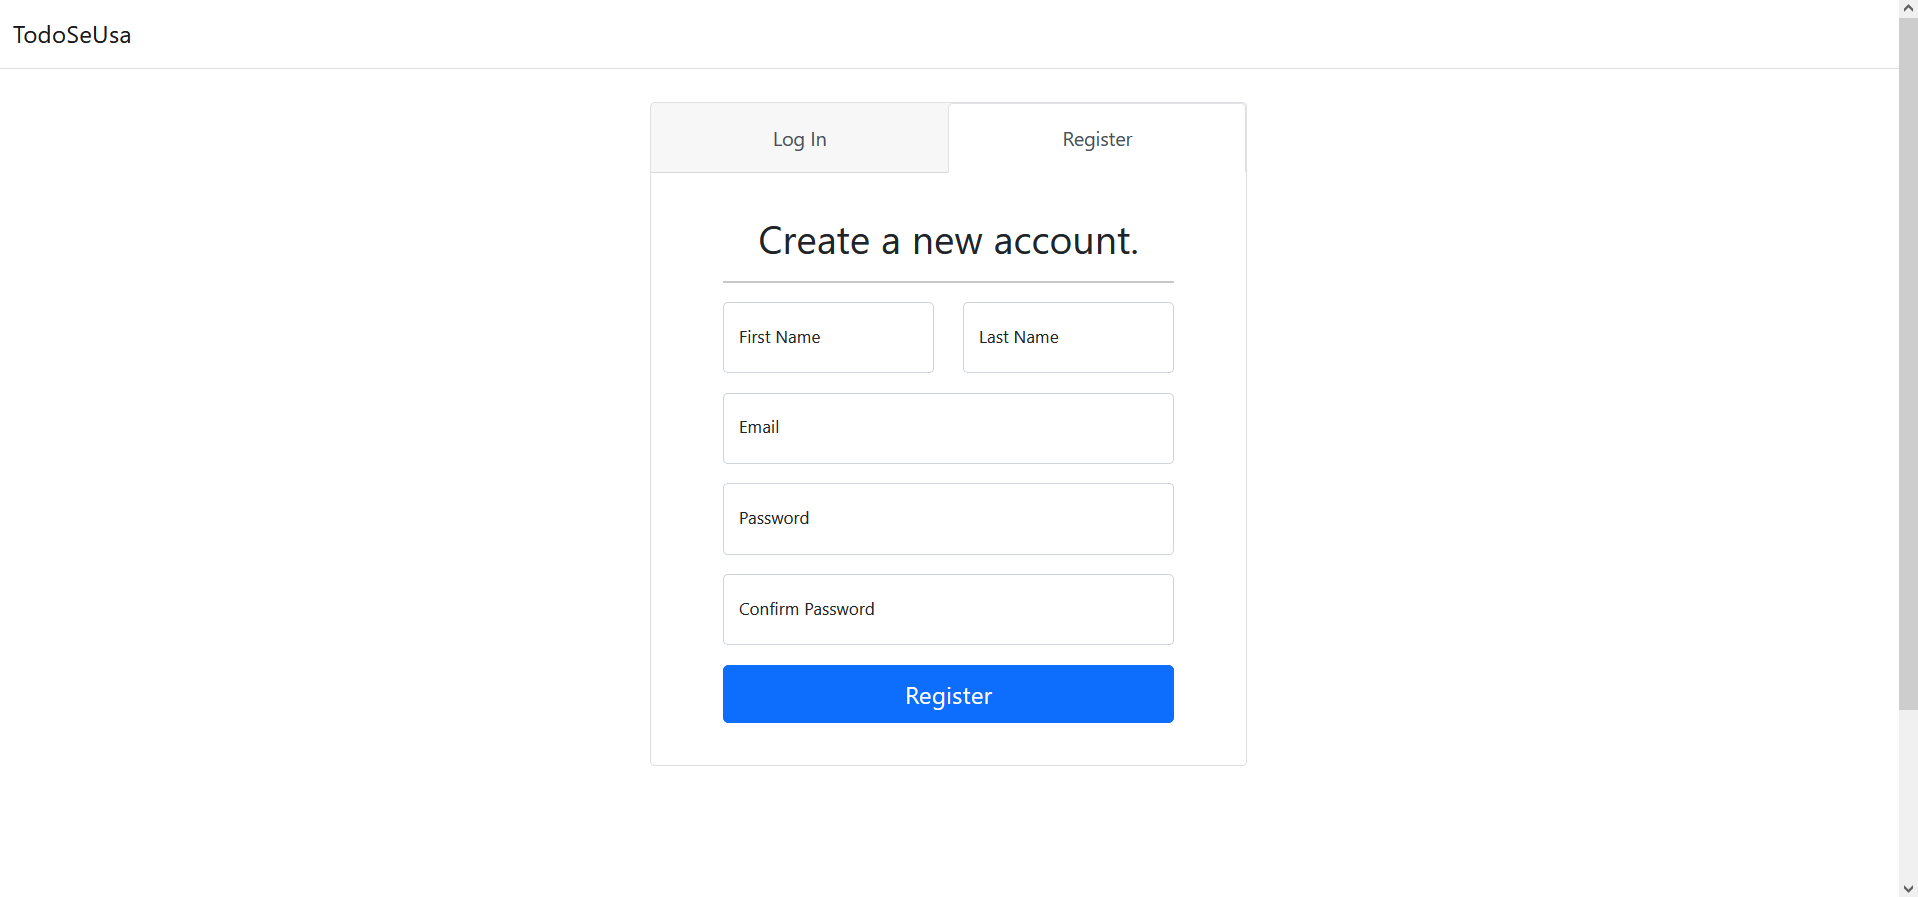 TodoSeUsa
Log In
Register
Create a new account.
First Name
Last Name
Email
Password
Confirm Password
Register